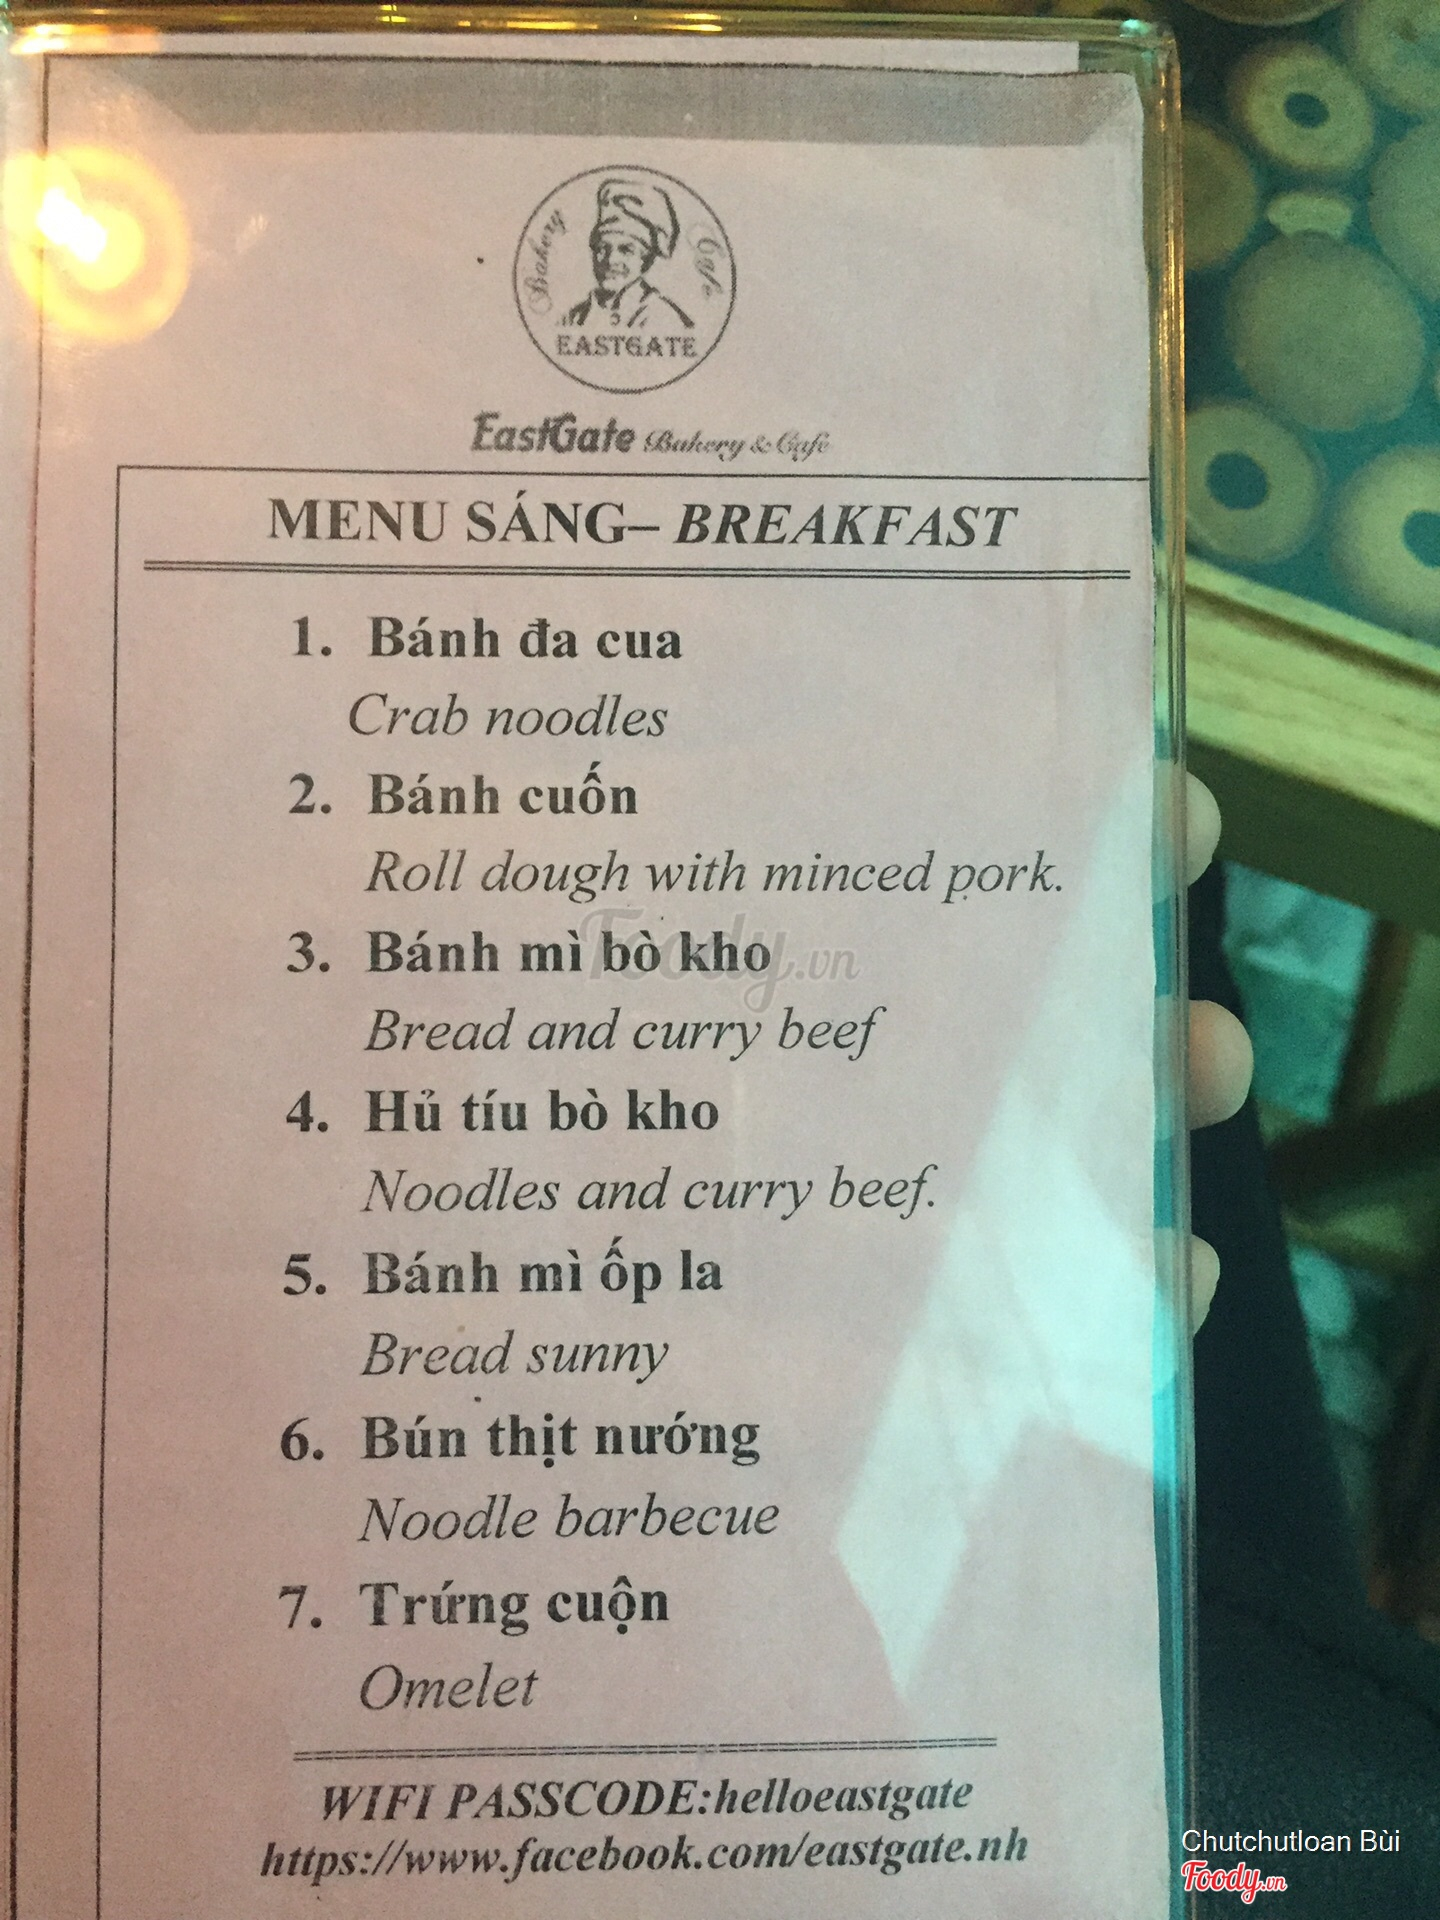 Bakery Cafe
EASTGATE
EastGate Bakery & Cafe
MENU SÁNG– BREAKFAST
1. Bánh đa cua
Crab noodles
2. Bánh cuốn
Roll dough with minced pork.
3. Bánh mì bò kho
Bread and curry beef
4. Hủ tíu bò kho
Noodles and curry beef.
5. Bánh mì ốp la
Bread sunny
6. Bún thịt nướng
Noodle barbecue
7. Trứng cuộn
Omelet
WIFI PASSCODE:helloeastgate
https://www.facebook.com/eastgate.nh
Foody.vn
Chutchutloan Bùi
Foody.vn